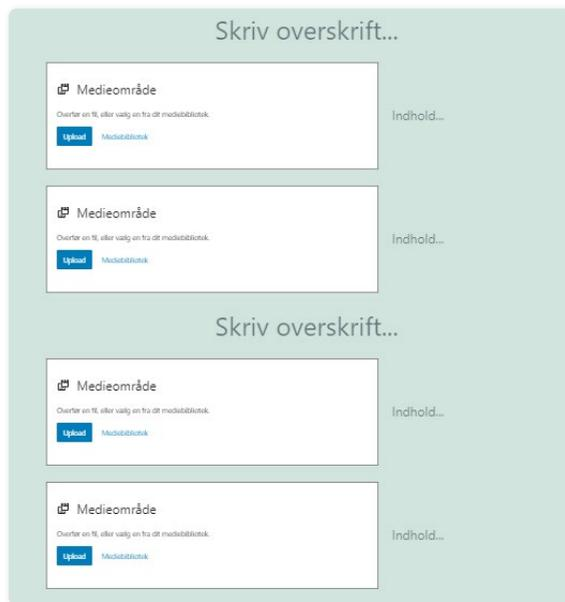 Skriv overskrift...
Medieområde
Overfør en fil, eller vælg en fra dit mediebibliotek.
Upload Mediebibliotek
Indhold...
Medieområde
Overfør en fil, eller vælg en fra dit mediebibliotek.
Upload Mediebibliotek
Indhold...
Skriv overskrift...
Medieområde
Overfør en fil, eller vælg en fra dit mediebibliotek.
Upload Mediebibliotek
Indhold...
Medieområde
Overfør en fil, eller vælg en fra dit mediebibliotek.
Upload Mediebibliotek
Indhold...